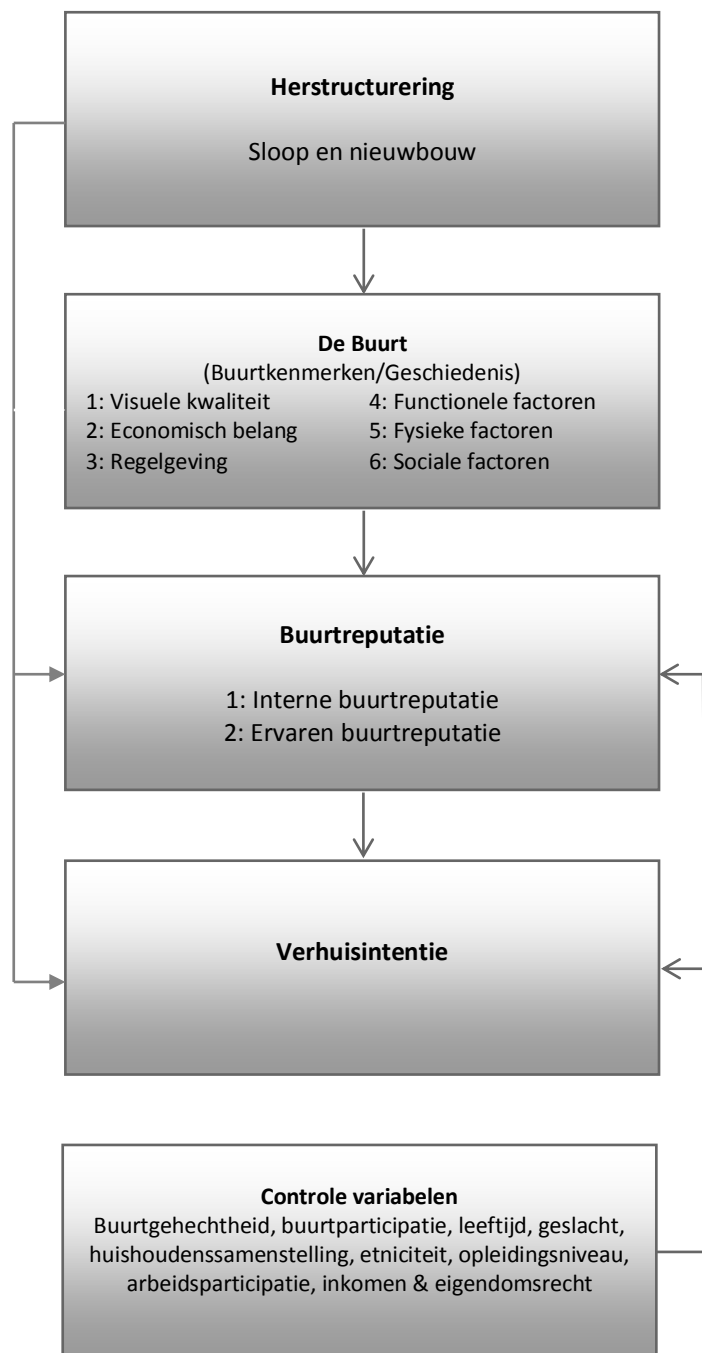 Herstructurering
Sloop en nieuwbouw
De Buurt
(Buurtkenmerken/Geschiedenis)
1: Visuele kwaliteit
2: Economisch belang
3: Regelgeving
4: Functionele factoren
5: Fysieke factoren
6: Sociale factoren
Buurtreputatie
1: Interne buurtreputatie
2: Ervaren buurtreputatie
Verhuisintentie
Controle variabelen
Buurtgehechtheid, buurtparticipatie, leeftijd, geslacht,
huishoudenssamenstelling, etniciteit, opleidingsniveau,
arbeidsparticipatie, inkomen & eigendomsrecht